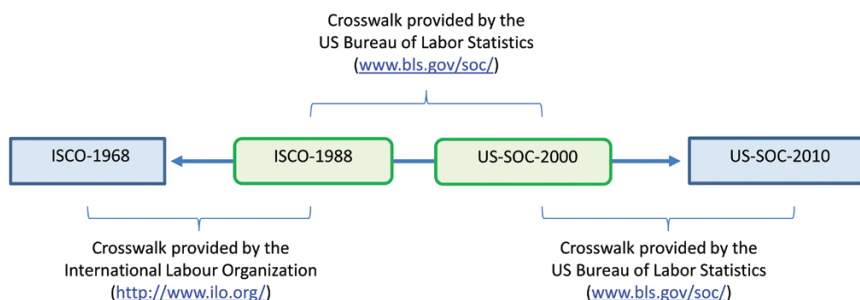 Crosswalk provided by the
US Bureau of Labor Statistics
(www.bls.gov/soc/)
ISCO-1968
ISCO-1988
US-SOC-2000
US-SOC-2010
Crosswalk provided by the
International Labour Organization
(http://www.ilo.org/)
Crosswalk provided by the
US Bureau of Labor Statistics
(www.bls.gov/soc/)